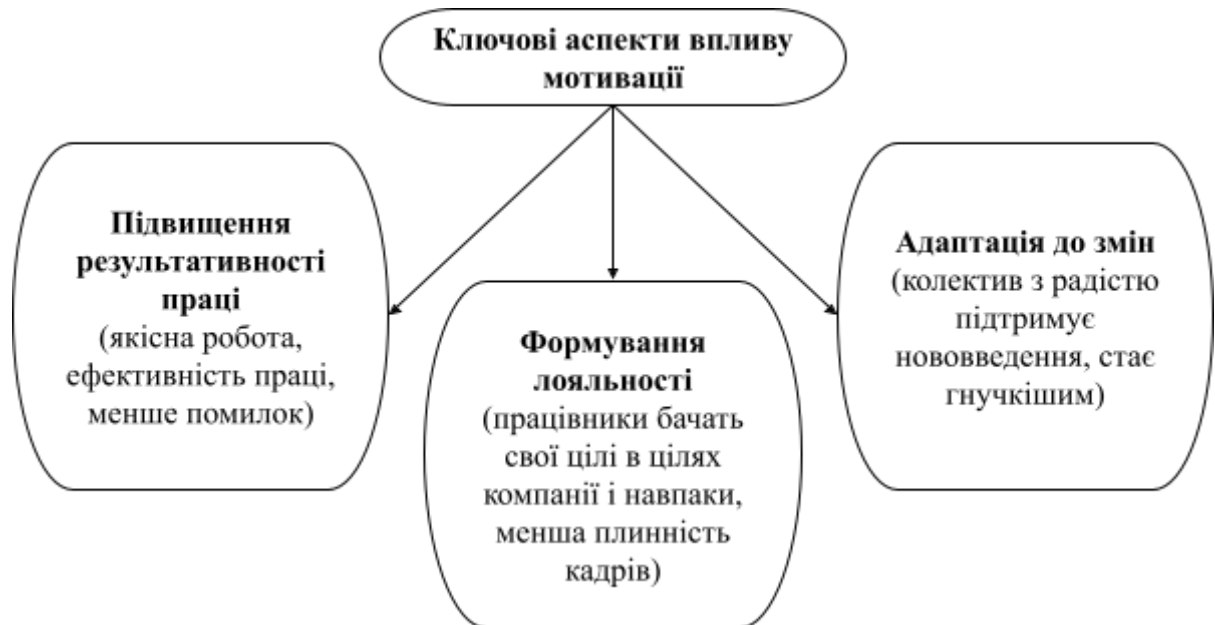 Ключові аспекти впливу
мотивації
Підвищення
результативності
праці
(якісна робота,
ефективність праці,
менше помилок)
Формування
лояльності
(працівники бачать
свої цілі в цілях
компанії і навпаки,
менша плинність
кадрів)
Адаптація до змін
(колектив з радістю
підтримує
нововведення, стає
гнучкішим)